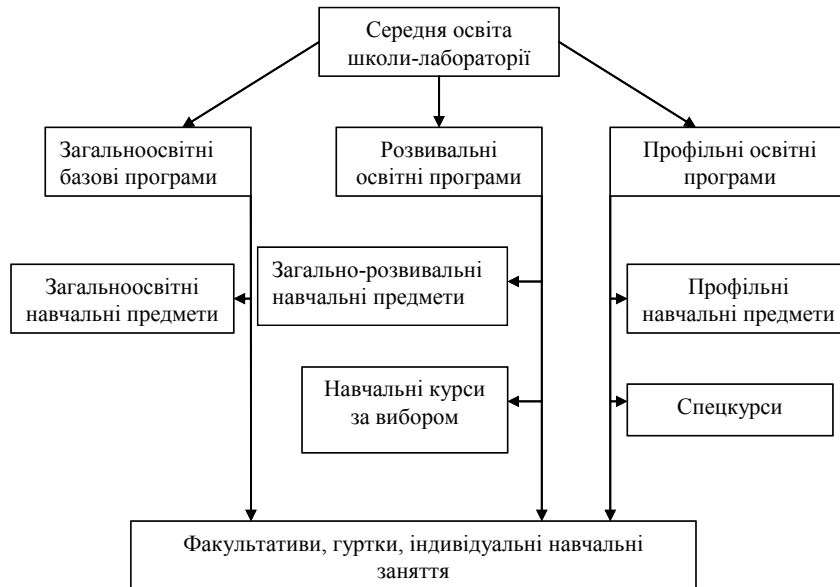 Середня освіта
школи-лабораторії
Загальноосвітні
базові програми
Розвивальні
освітні програми
Профільні освітні
програми
Загальноосвітні
навчальні предмети
Загально-розвивальні
навчальні предмети
Профільні
навчальні предмети
Навчальні курси
за вибором
Спецкурси
Факультативи, гуртки, індивідуальні навчальні
заняття